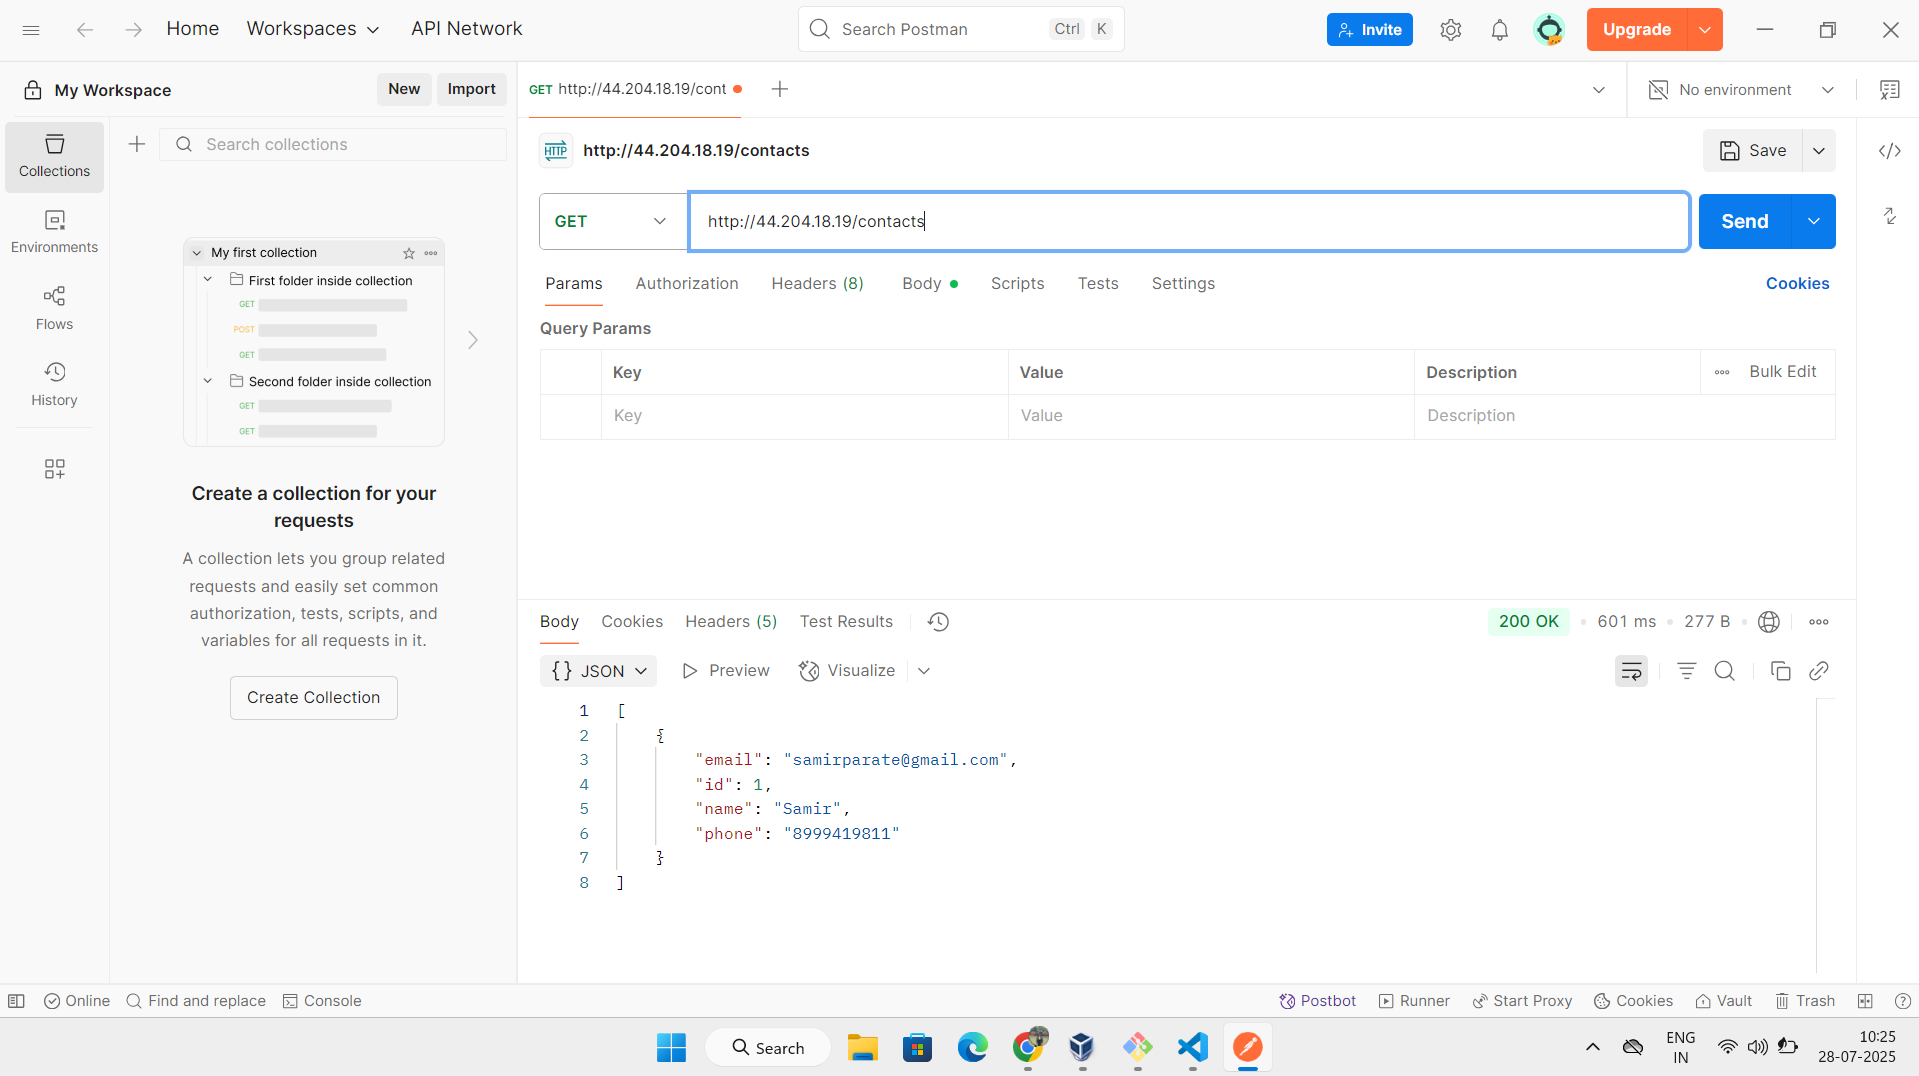 Home Workspaces API Network Search Postman Ctrl K Invite Upgrade
My Workspace New Import GET http://44.204.18.19/cont No environment
Collections
Environments
Flows
History
Search collections
My first collection
First folder inside collection
GET
POST
GET
Second folder inside collection
GET
GET
Create a collection for your
requests
A collection lets you group related
requests and easily set common
authorization, tests, scripts, and
variables for all requests in it.
Create Collection
HTTP http://44.204.18.19/contacts Save
GET http://44.204.18.19/contacts Send
Params Authorization Headers (8) Body Scripts Tests Settings Cookies
Query Params
Key Value Description Bulk Edit
Key Value Description
Body Cookies Headers (5) Test Results 200 OK 601 ms 277 B
{} JSON Preview Visualize
1 [
2 {
3 "email": "samirparate@gmail.com",
4 "id": 1,
5 "name": "Samir",
6 "phone": "8999419811"
7 }
8 ]
Online Find and replace Console Postbot Runner Start Proxy Cookies Vault Trash
Search ENG 10:25
IN 28-07-2025